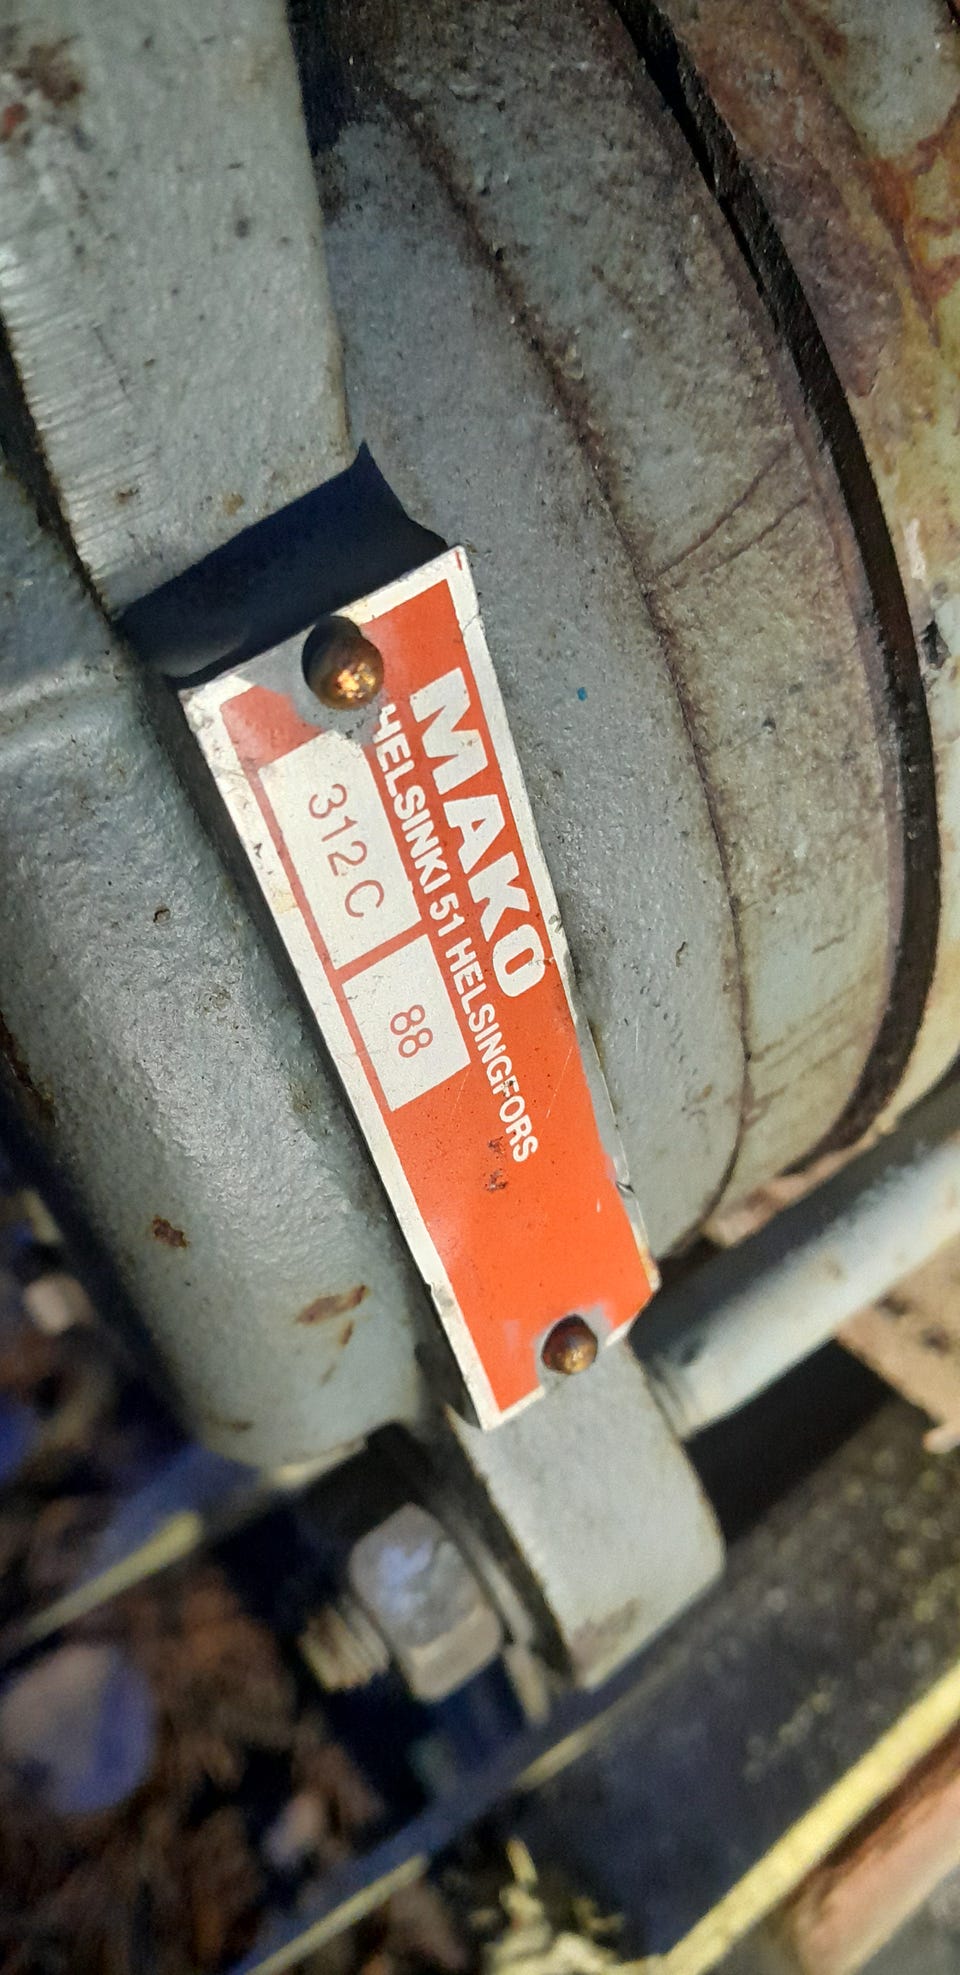 MAKO
HELSINKI 51 HELSINGFORS
312 C 88